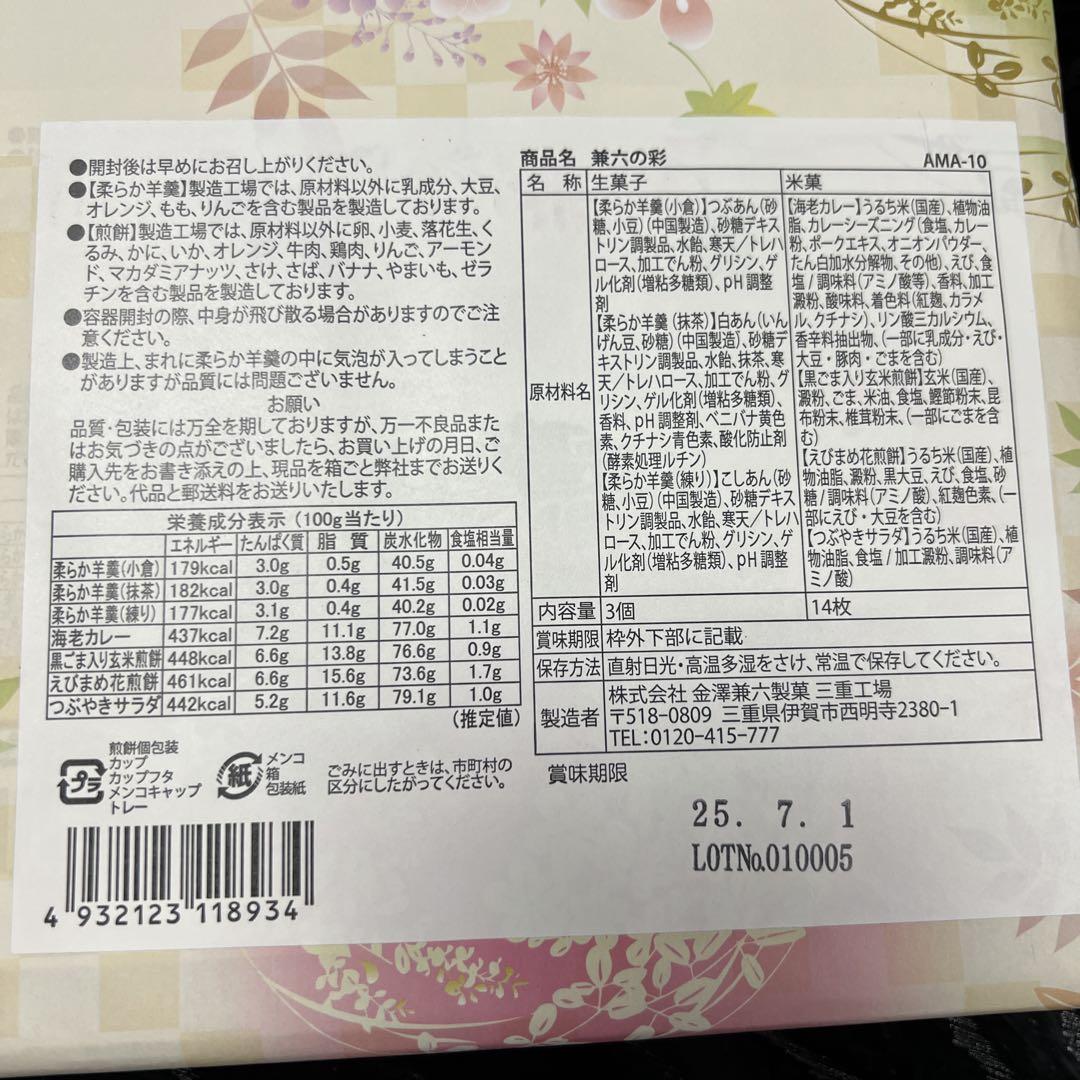 ●開封後は早めにお召し上がりください。
●【柔らか羊羹】製造工場では、原材料以外に乳成分、大豆、
オレンジ、もも、りんごを含む製品を製造しております。
●【煎餅】製造工場では、原材料以外に卵、小麦、落花生、く
るみ、かに、いか、オレンジ、牛肉、鶏肉、りんご、アーモン
ド、マカダミアナッツ、さけ、さば、バナナ、やまいも、ゼラ
チンを含む製品を製造しております。
●容器開封の際、中身が飛び散る場合がありますのでご注
意ください。
●製造上、まれに柔らか羊羹の中に気泡が入ってしまうこと
がありますが品質には問題ございません。
お願い
品質・包装には万全を期しておりますが、万一不良品また
はお気づきの点がございましたら、お買い上げの月日、ご
購入先をお書き添えの上、現品を箱ごと弊社までお送りく
ださい。代品と郵送料をお送りいたします。
栄養成分表示（100g当たり）
エネルギー たんぱく質 脂質 炭水化物 食塩相当量
柔らか羊羹(小倉) 179kcal 3.0g 0.5g 40.5g 0.04g
柔らか羊羹(抹茶) 182kcal 3.0g 0.4g 41.5g 0.03g
柔らか羊羹(練り) 177kcal 3.1g 0.4g 40.2g 0.02g
海老カレー 437kcal 7.2g 11.1g 77.0g 1.1g
黒ごま入り玄米煎餅 448kcal 6.6g 13.8g 76.6g 0.9g
えびまめ花煎餅 461kcal 6.6g 15.6g 73.6g 1.7g
つぶやきサラダ 442kcal 5.2g 11.6g 79.1g 1.0g
(推定値)
プラ
煎餅個包装
カップ
カップフタ
メンコキャップ
トレー
紙
メンコ
箱
包装紙
ごみに出すときは、市町村の
区分にしたがってください。
4 932123 118934
商品名 兼六の彩 AMA-10
名称 生菓子 米菓
原材料名
【柔らか羊羹(小倉)】つぶあん(砂
糖、小豆)(中国製造)、砂糖デキス
トリン調製品、水飴、寒天/トレハ
ロース、加工でん粉、グリシン、ゲ
ル化剤(増粘多糖類)、pH調整
剤
【柔らか羊羹(抹茶)】白あん(いん
げん豆、砂糖)(中国製造)、砂糖デ
キストリン調製品、水飴、抹茶、寒
天/トレハロース、加工でん粉、グ
リシン、ゲル化剤(増粘多糖類)、
香料、pH調整剤、ベニバナ黄色
素、クチナシ青色素、酸化防止剤
(酵素処理ルチン)
【柔らか羊羹(練り)】こしあん(砂
糖、小豆)(中国製造)、砂糖デキス
トリン調製品、水飴、寒天/トレハ
ロース、加工でん粉、グリシン、ゲ
ル化剤(増粘多糖類)、pH調整
剤
【海老カレー】うるち米(国産)、植物油
脂、カレーシーズニング(食塩、カレー
粉、ポークエキス、オニオンパウダー、
たん白加水分解物、その他)、えび、食
塩/調味料(アミノ酸等)、香料、加工
澱粉、酸味料、着色料(紅麹、カラメ
ル、クチナシ)、リン酸三カルシウム、
香辛料抽出物、(一部に乳成分・えび・
大豆・豚肉・ごまを含む)
【黒ごま入り玄米煎餅】玄米(国産)、
澱粉、ごま、米油、食塩、鰹節粉末、昆
布粉末、椎茸粉末、(一部にごまを含
む)
【えびまめ花煎餅】うるち米(国産)、植
物油脂、澱粉、黒大豆、えび、食塩、砂
糖/調味料(アミノ酸)、紅麹色素、(一
部にえび・大豆を含む)
【つぶやきサラダ】うるち米(国産)、植
物油脂、食塩/加工澱粉、調味料(ア
ミノ酸)
内容量 3個 14枚
賞味期限 枠外下部に記載
保存方法 直射日光・高温多湿をさけ、常温で保存してください。
製造者
株式会社 金澤兼六製菓 三重工場
〒518-0809 三重県伊賀市西明寺2380-1
TEL:0120-415-777
賞味期限
25. 7. 1
LOTNo.010005